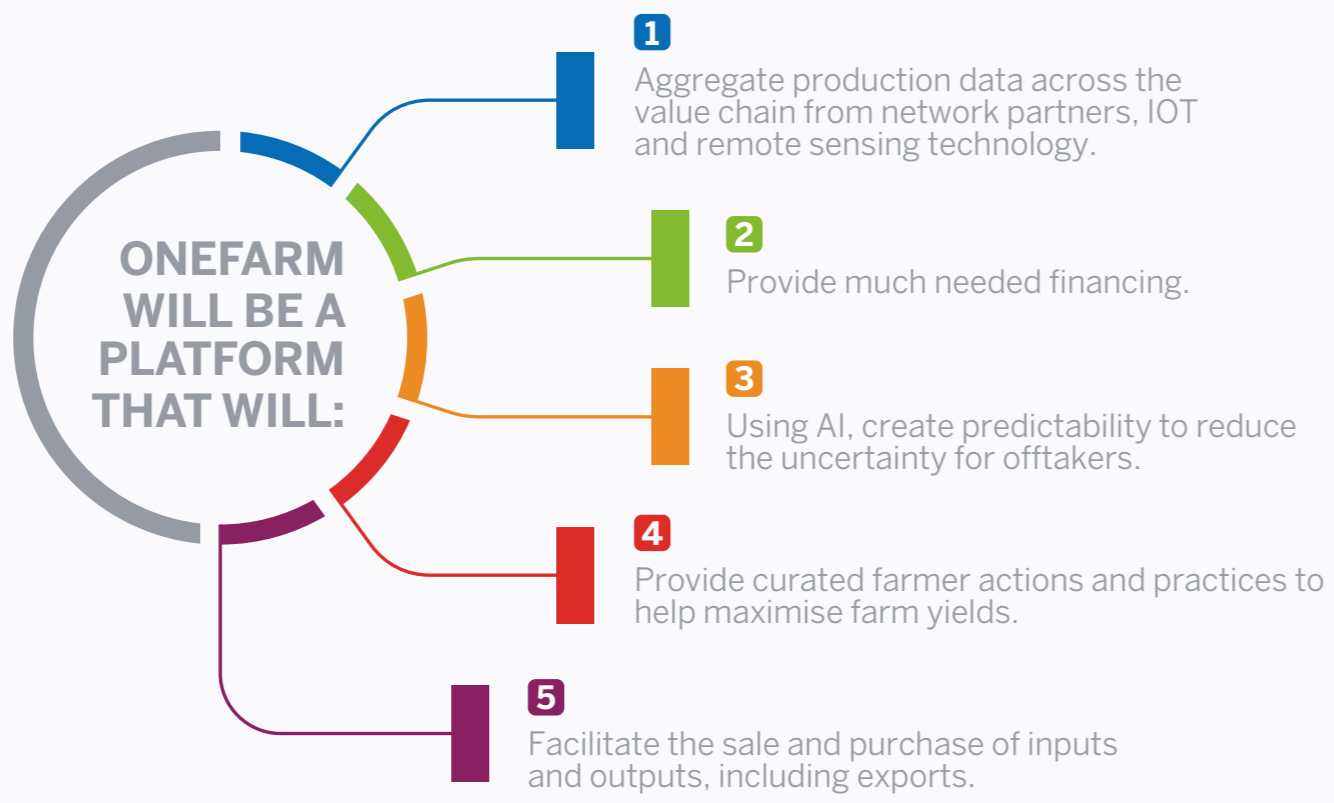 ONEFARM
WILL BE A
PLATFORM
THAT WILL:
1
Aggregate production data across the
value chain from network partners, IOT
and remote sensing technology.
2
Provide much needed financing.
3
Using AI, create predictability to reduce
the uncertainty for offtakers.
4
Provide curated farmer actions and practices to
help maximise farm yields.
5
Facilitate the sale and purchase of inputs
and outputs, including exports.